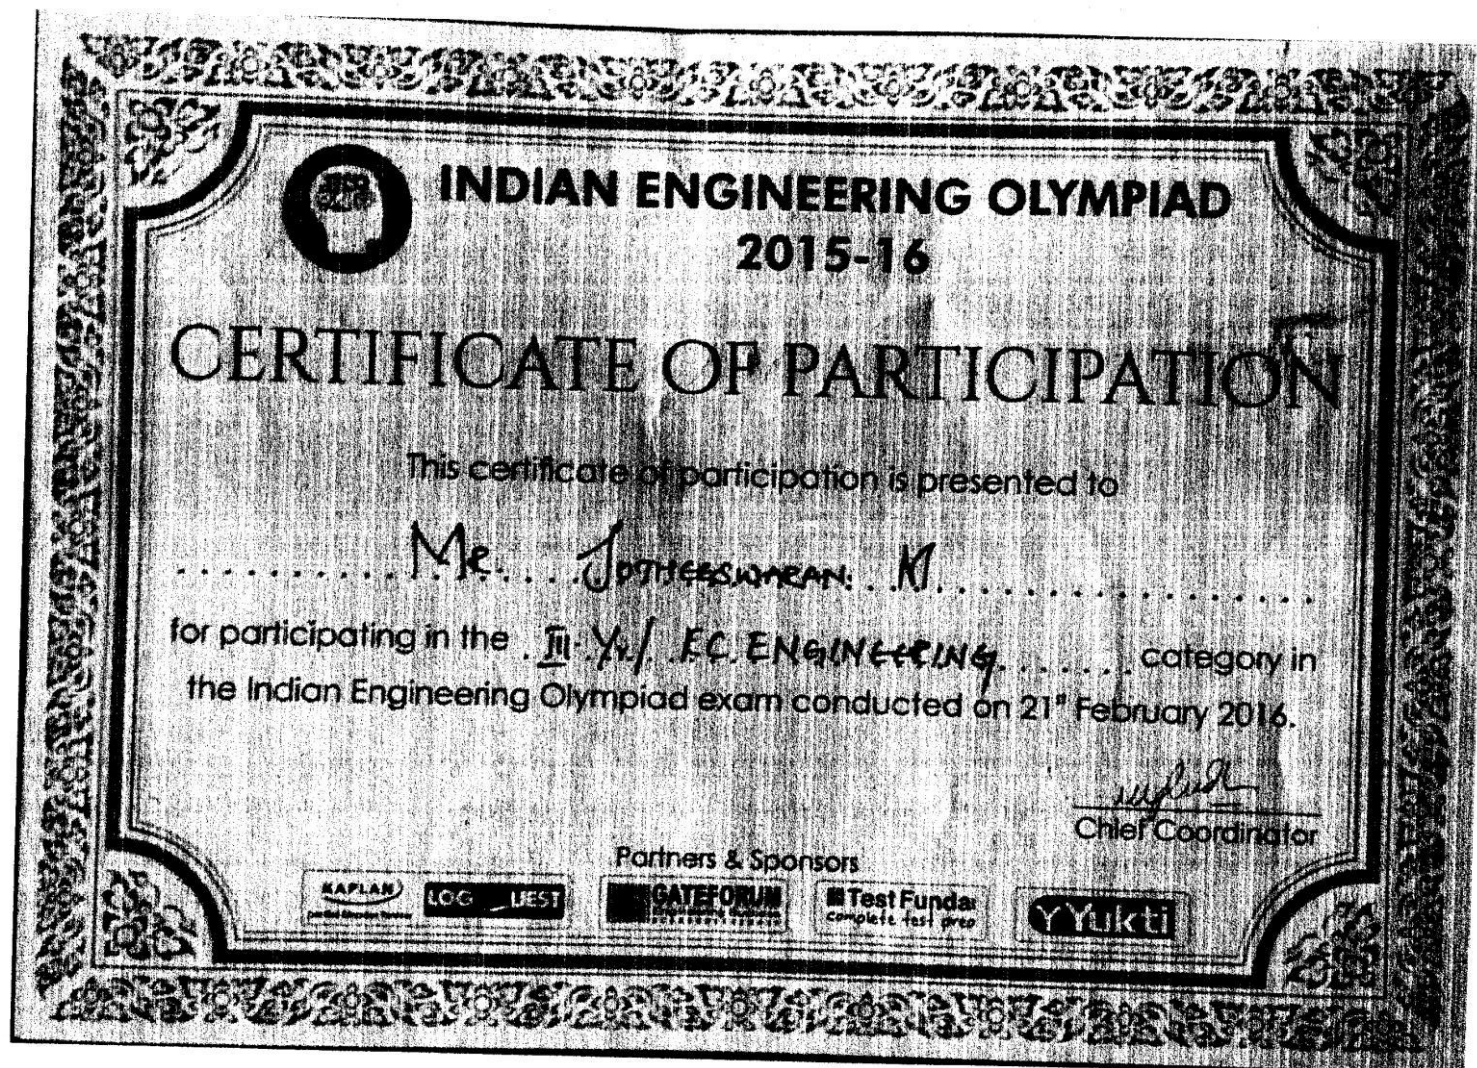 INDIAN ENGINEERING OLYMPIAD
2015-16
CERTIFICATE OF PARTICIPATION
This certificate of participation is presented to
Mr. JOTHEESWARAN. K
for participating in the III Yr/ E.C. ENGINEERING category in
the Indian Engineering Olympiad exam conducted on 21st February 2016.
Chief Coordinator
Partners & Sponsors
KAPLAN
GATEFORUM
Test Funda
complete test prep
Yukti